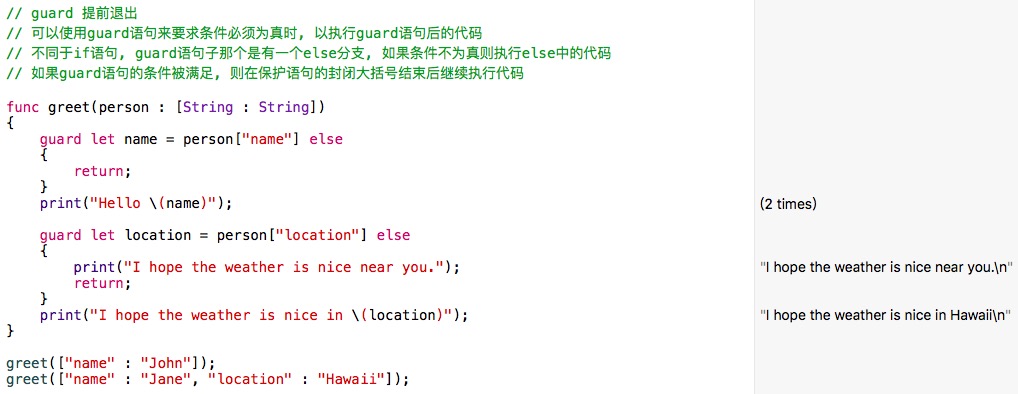 // guard 提前退出
// 可以使用guard语句来要求条件必须为真时, 以执行guard语句后的代码
// 不同于if语句, guard语句子那个是有一个else分支, 如果条件不为真则执行else中的代码
// 如果guard语句的条件被满足, 则在保护语句的封闭大括号结束后继续执行代码
func greet(person : [String : String])
{
guard let name = person["name"] else
{
return;
}
print("Hello \(name)"); (2 times)
guard let location = person["location"] else
{
print("I hope the weather is nice near you."); "I hope the weather is nice near you.\n"
return;
}
print("I hope the weather is nice in \(location)"); "I hope the weather is nice in Hawaii\n"
}
greet(["name" : "John"]);
greet(["name" : "Jane", "location" : "Hawaii"]);